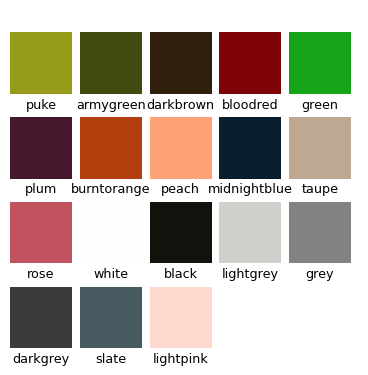 puke armygreen darkbrown bloodred green
plum burntorange peach midnightblue taupe
rose white black lightgrey grey
darkgrey slate lightpink